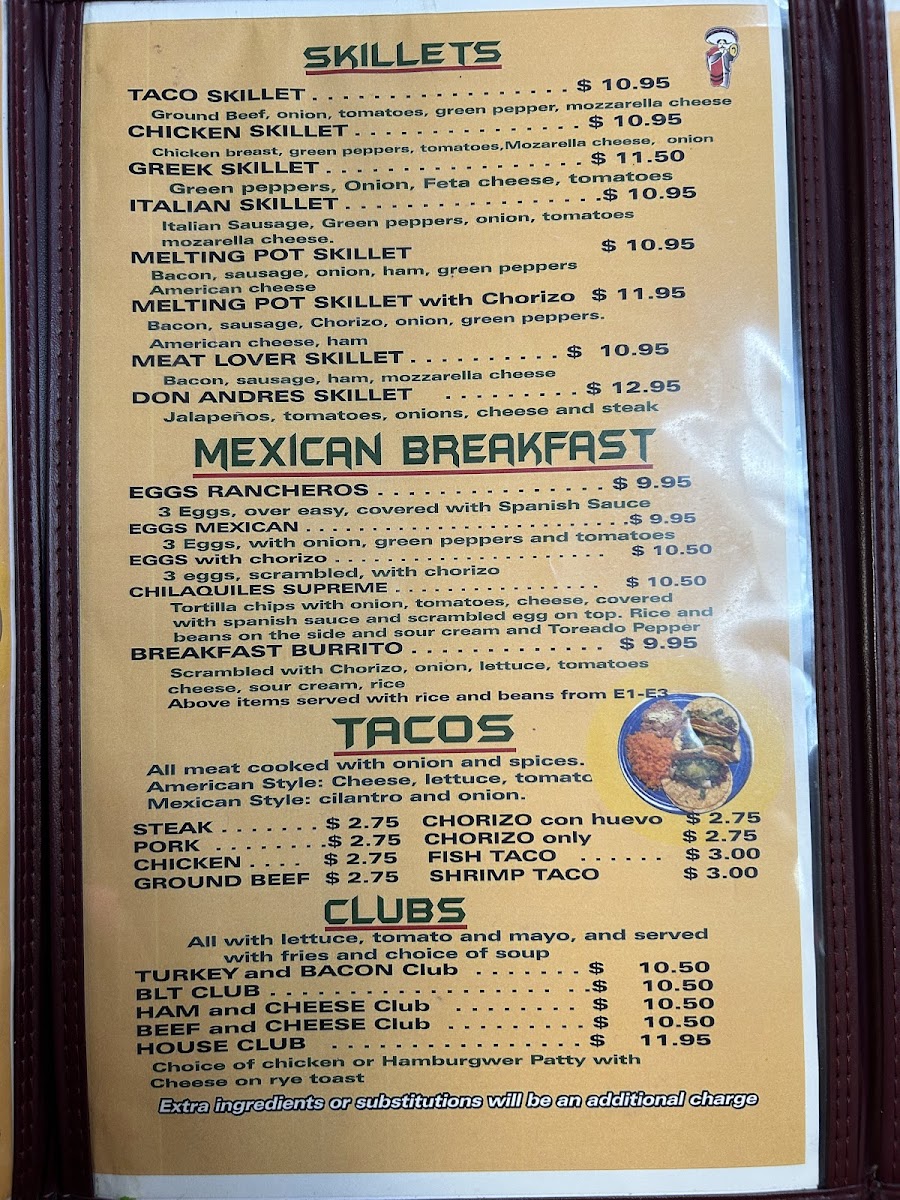 SKILLETS
TACO SKILLET . . . . . . . . . . . . . . . . . . $ 10.95
Ground Beef, onion, tomatoes, green pepper, mozzarella cheese
CHICKEN SKILLET . . . . . . . . . . . . . . . . $ 10.95
Chicken breast, green peppers, tomatoes,Mozarella cheese, onion
GREEK SKILLET . . . . . . . . . . . . . . . . . . $ 11.50
Green peppers, Onion, Feta cheese, tomatoes
ITALIAN SKILLET . . . . . . . . . . . . . . . . . .$ 10.95
Italian Sausage, Green peppers, onion, tomatoes
mozarella cheese.
MELTING POT SKILLET $ 10.95
Bacon, sausage, onion, ham, green peppers
American cheese
MELTING POT SKILLET with Chorizo $ 11.95
Bacon, sausage, Chorizo, onion, green peppers.
American cheese, ham
MEAT LOVER SKILLET . . . . . . . . . . $ 10.95
Bacon, sausage, ham, mozzarella cheese
DON ANDRES SKILLET . . . . . . . . . $ 12.95
Jalapeños, tomatoes, onions, cheese and steak
MEXICAN BREAKFAST
EGGS RANCHEROS . . . . . . . . . . . . . . . $ 9.95
3 Eggs, over easy, covered with Spanish Sauce
EGGS MEXICAN . . . . . . . . . . . . . . . . . . . . . . .$ 9.95
3 Eggs, with onion, green peppers and tomatoes
EGGS with chorizo . . . . . . . . . . . . . . . . . . . $ 10.50
3 eggs, scrambled, with chorizo
CHILAQUILES SUPREME . . . . . . . . . . . . . . $ 10.50
Tortilla chips with onion, tomatoes, cheese, covered
with spanish sauce and scrambled egg on top. Rice and
beans on the side and sour cream and Toreado Pepper
BREAKFAST BURRITO . . . . . . . . . . . . . $ 9.95
Scrambled with Chorizo, onion, lettuce, tomatoes
cheese, sour cream, rice
Above items served with rice and beans from E1-E3
TACOS
All meat cooked with onion and spices.
American Style: Cheese, lettuce, tomato
Mexican Style: cilantro and onion.
STEAK . . . . . . . $ 2.75 CHORIZO con huevo $ 2.75
PORK . . . . . . . .$ 2.75 CHORIZO only $ 2.75
CHICKEN . . . . $ 2.75 FISH TACO . . . . . . $ 3.00
GROUND BEEF $ 2.75 SHRIMP TACO $ 3.00
CLUBS
All with lettuce, tomato and mayo, and served
with fries and choice of soup
TURKEY and BACON Club . . . . . . . $ 10.50
BLT CLUB . . . . . . . . . . . . . . . . . . . . . .$ 10.50
HAM and CHEESE Club . . . . . . . . $ 10.50
BEEF and CHEESE Club . . . . . . . . . $ 10.50
HOUSE CLUB . . . . . . . . . . . . . . . . . $ 11.95
Choice of chicken or Hamburgwer Patty with
Cheese on rye toast
Extra ingredients or substitutions will be an additional charge